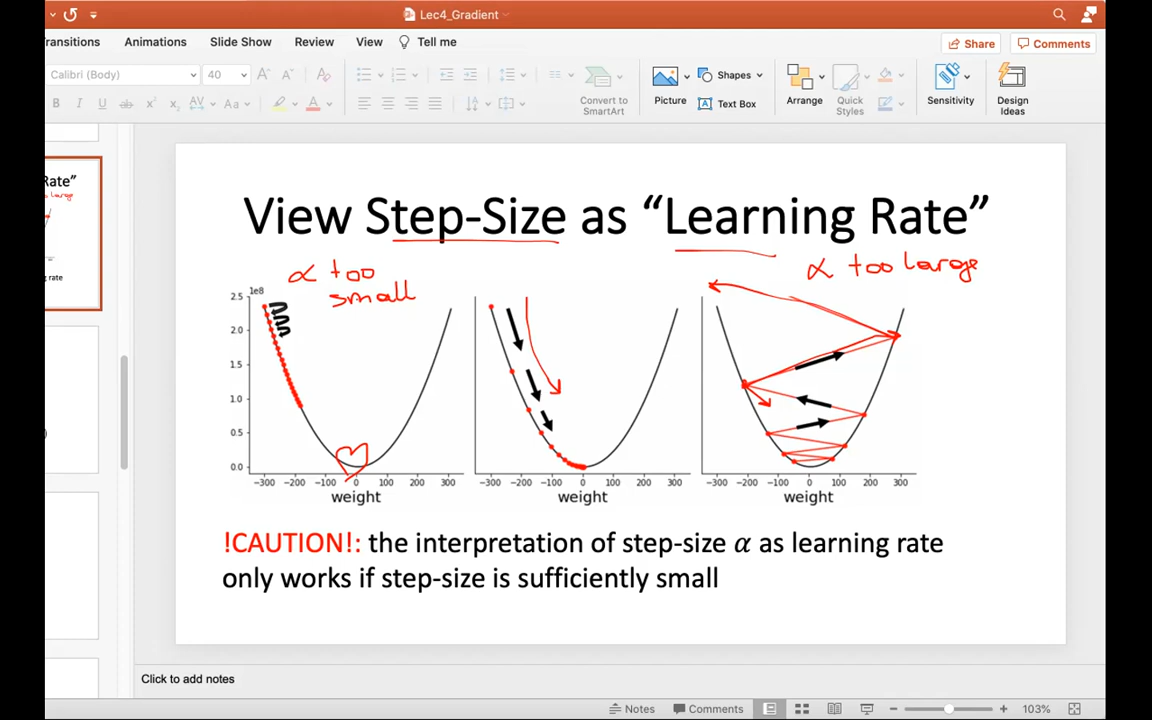 Lec4_Gradient
ransitions Animations Slide Show Review View Tell me
Share Comments
Calibri (Body) 40
Convert to SmartArt
Picture
Shapes
Text Box
Arrange
Quick Styles
Sensitivity
Design Ideas
Rate”
too large
rate
View Step-Size as “Learning Rate”
α too
small
α too large
1e8
2.5
2.0
1.5
1.0
0.5
0.0
−300 −200 −100 0 100 200 300
weight
−300 −200 −100 0 100 200 300
weight
−300 −200 −100 0 100 200 300
weight
!CAUTION!: the interpretation of step-size α as learning rate
only works if step-size is sufficiently small
Click to add notes
Notes Comments 103%